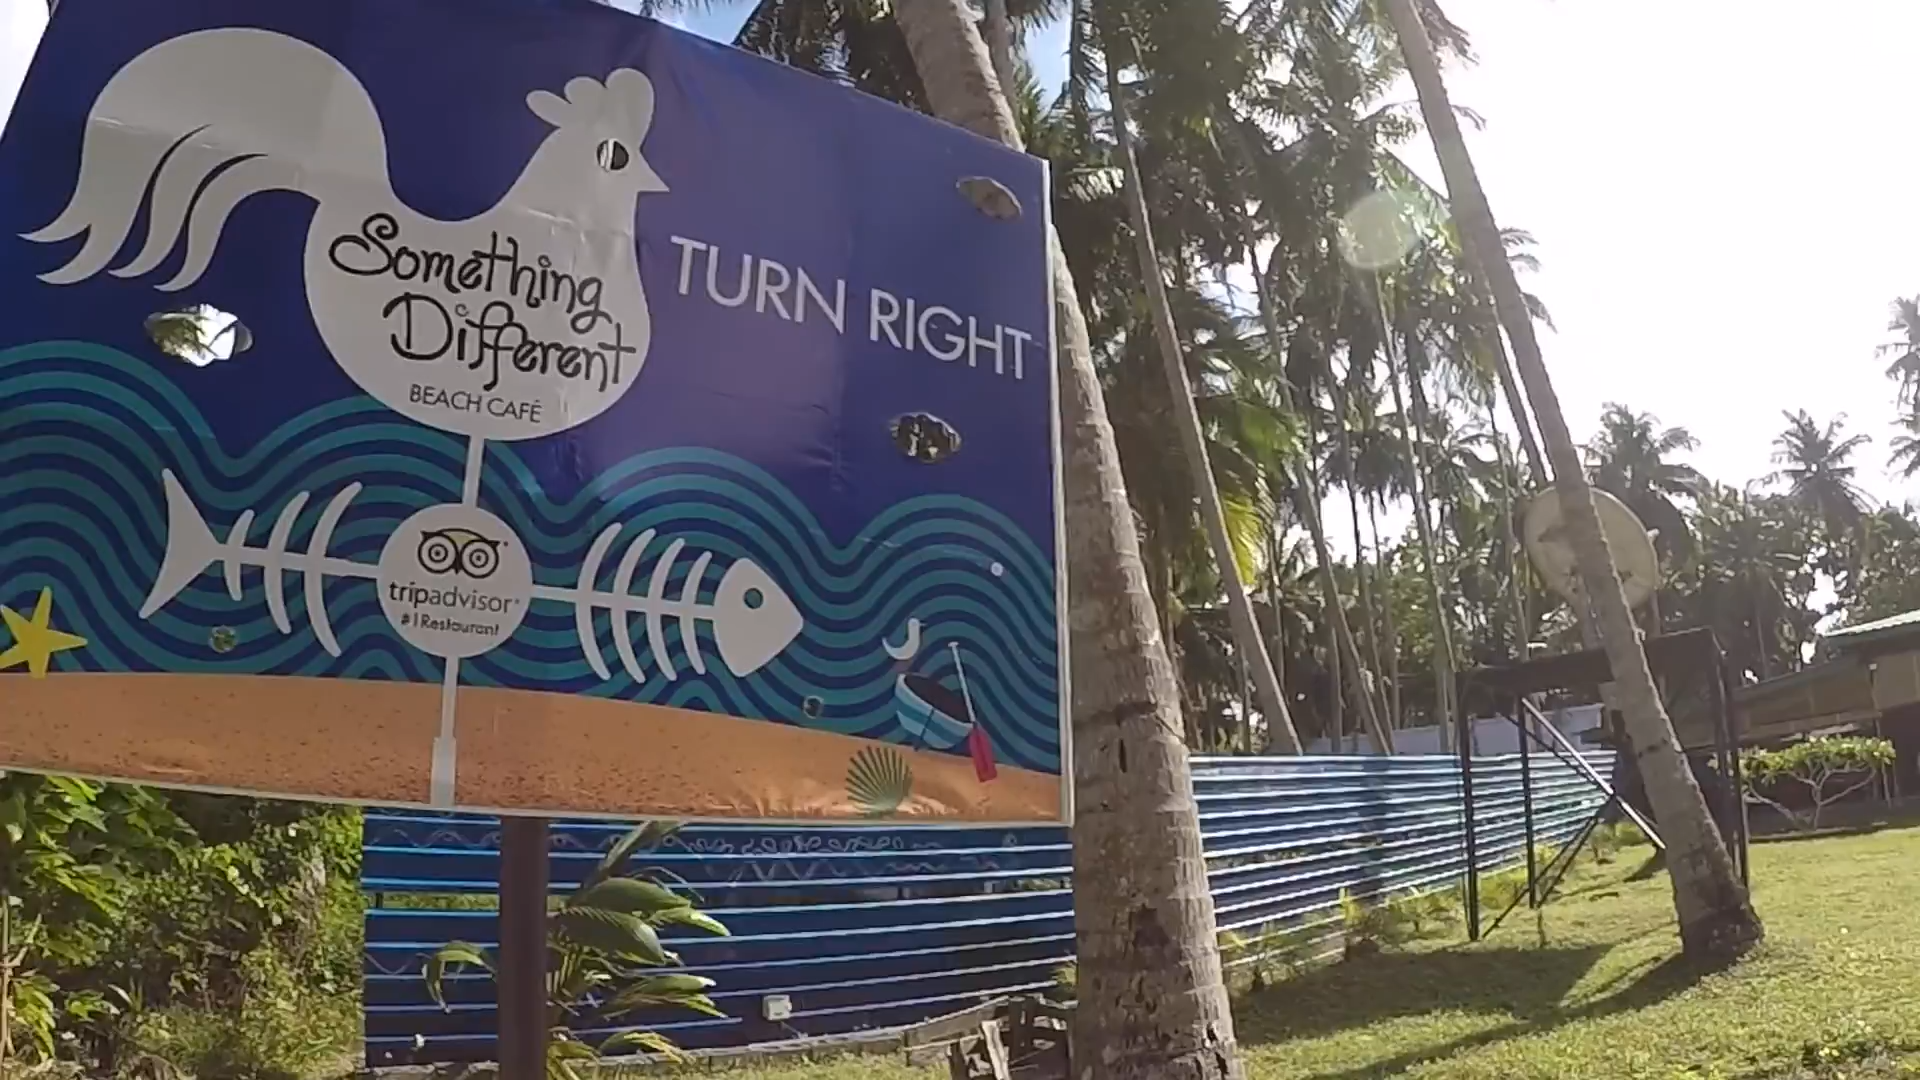 Something
Different
BEACH CAFÉ
TURN RIGHT
tripadvisor®
#1 Restaurant